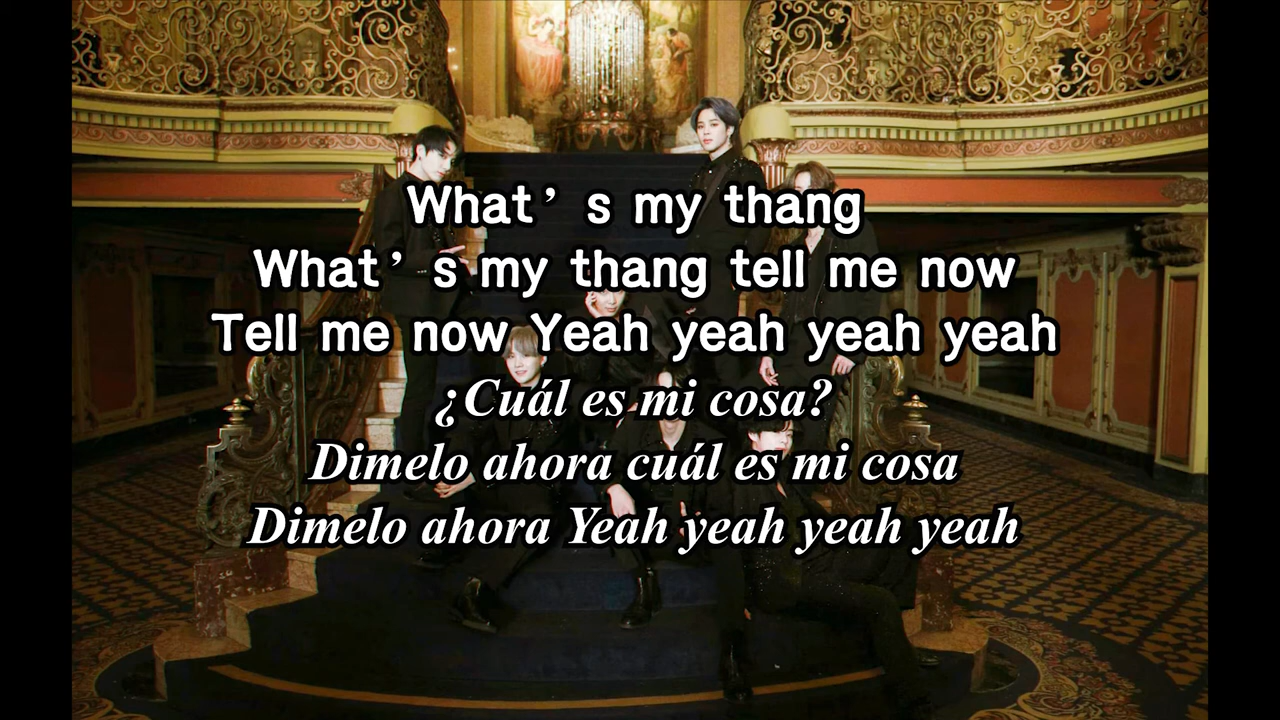 What’s my thang
What’s my thang tell me now
Tell me now Yeah yeah yeah yeah
¿Cuál es mi cosa?
Dimelo ahora cuál es mi cosa
Dimelo ahora Yeah yeah yeah yeah